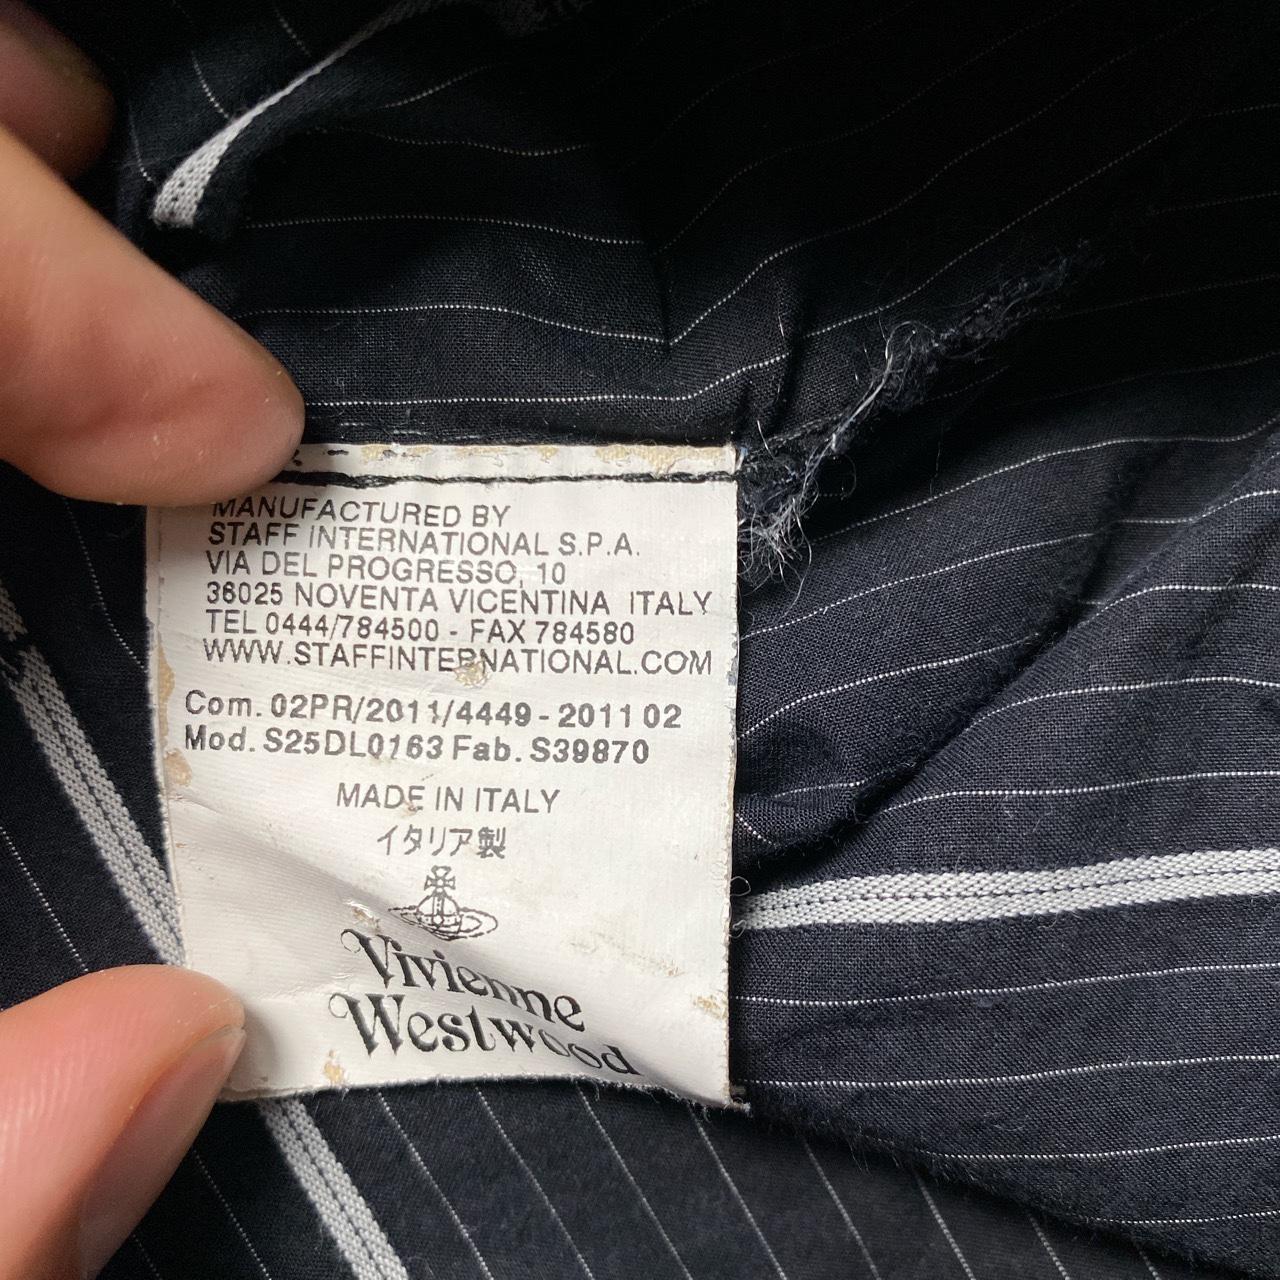 MANUFACTURED BY
STAFF INTERNATIONAL S.P.A.
VIA DEL PROGRESSO, 10
36025 NOVENTA VICENTINA ITALY
TEL 0444/784500 - FAX 784580
WWW.STAFFINTERNATIONAL.COM
Com. 02PR/2011/4449 - 2011 02
Mod. S25DL0163 Fab. S39870
MADE IN ITALY
イタリア製
Vivienne
Westwood